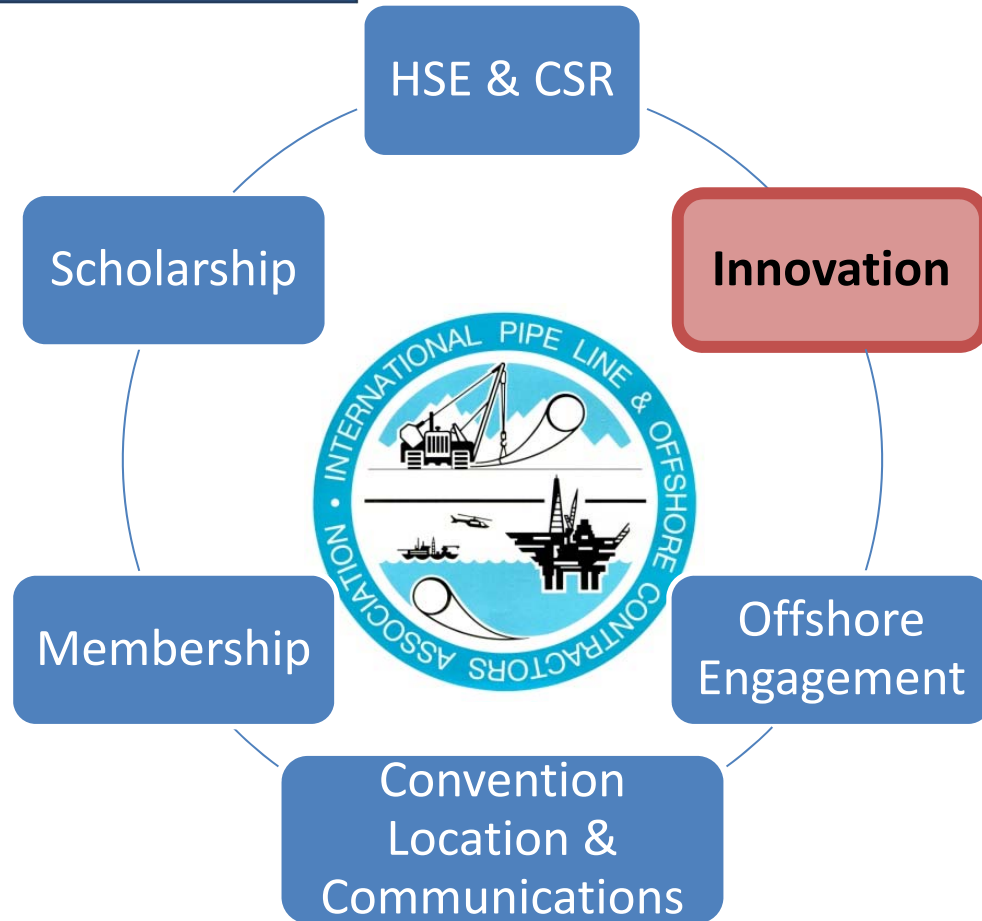 HSE & CSR
Scholarship
Innovation
INTERNATIONAL PIPE LINE & OFFSHORE CONTRACTORS ASSOCIATION •
Membership
Offshore
Engagement
Convention
Location &
Communications